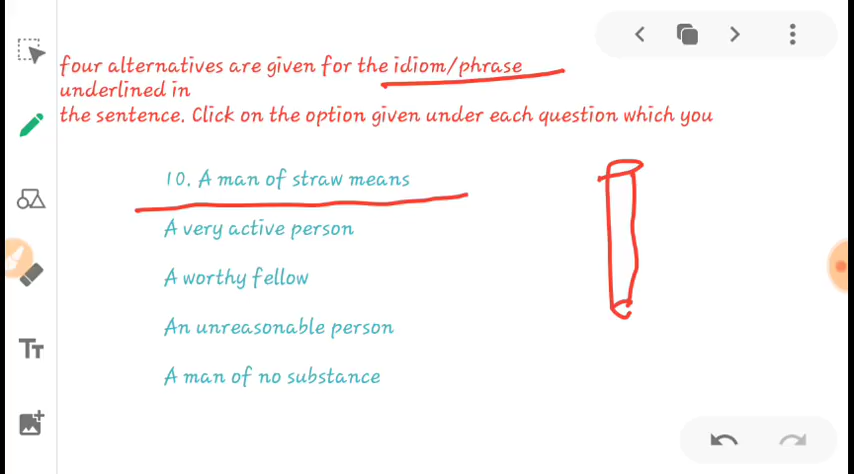 four alternatives are given for the idiom/phrase
underlined in
the sentence. Click on the option given under each question which you
10. A man of straw means
A very active person
A worthy fellow
An unreasonable person
A man of no substance
TT